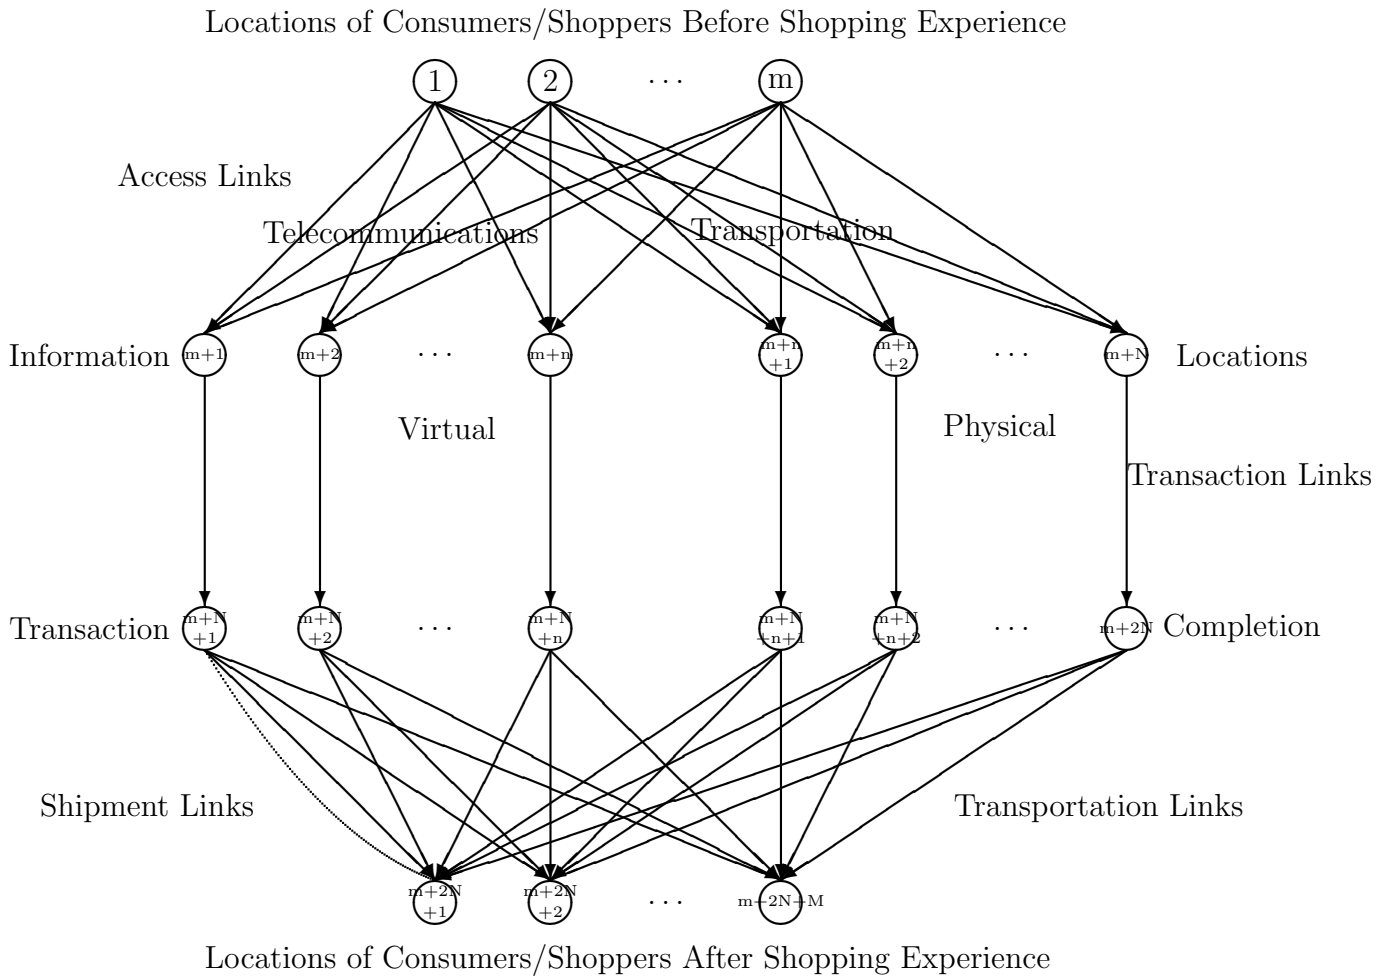 Locations of Consumers/Shoppers Before Shopping Experience
1 2 ··· m
Access Links
Telecommunications Transportation
Information m+1 m+2 ··· m+n m+n +1 m+n +2 ··· m+N Locations
Virtual Physical
Transaction Links
Transaction m+N +1 m+N +2 ··· m+N +n m+N +n+1 m+N +n+2 ··· m+2N Completion
Shipment Links Transportation Links
m+2N +1 m+2N +2 ··· m+2N+M
Locations of Consumers/Shoppers After Shopping Experience